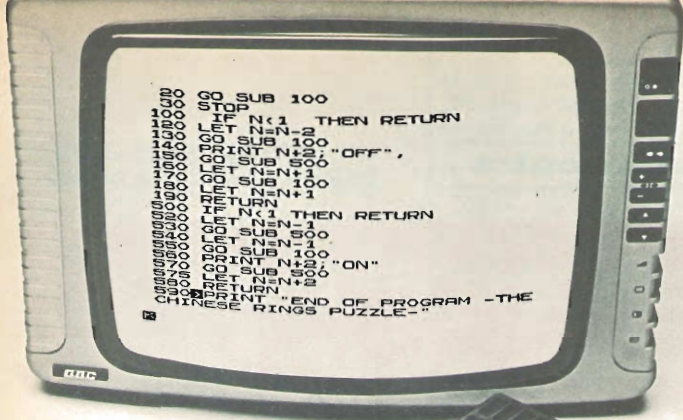 20 GO SUB 100
30 STOP
100 IF N<1 THEN RETURN
120 LET N=N-2
130 GO SUB 100
140 PRINT N+2;"OFF",
150 GO SUB 500
160 LET N=N+1
170 GO SUB 100
180 LET N=N+1
190 RETURN
500 IF N<1 THEN RETURN
520 LET N=N-1
530 GO SUB 500
540 LET N=N-1
550 GO SUB 100
560 PRINT N+2;"ON"
570 GO SUB 500
575 LET N=N+2
580 RETURN
590>PRINT "END OF PROGRAM -THE
CHINESE RINGS PUZZLE-"